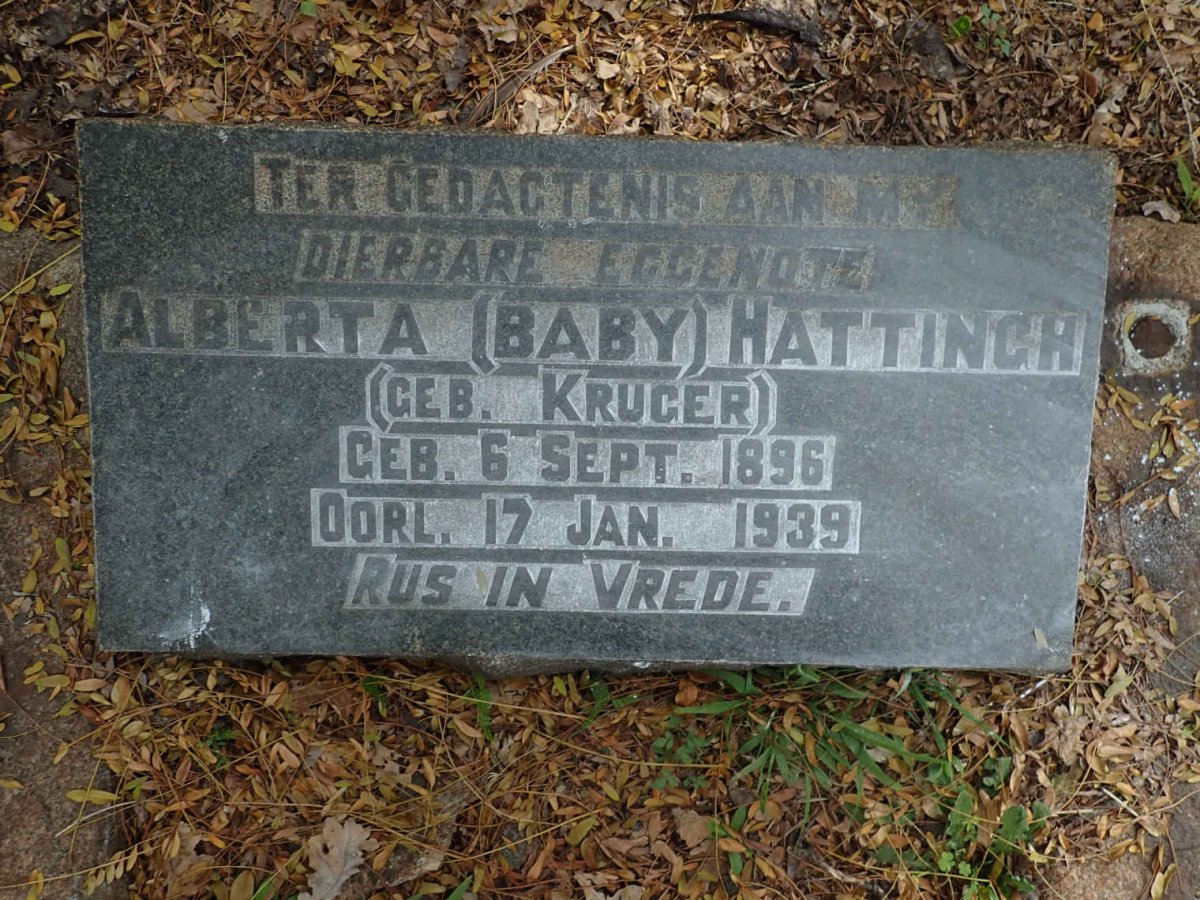 TER GEDAGTENIS AAN MY
DIERBARE EGGENOTE
ALBERTA (BABY) HATTINGH
(GEB. KRUGER)
GEB. 6 SEPT. 1896
OORL. 17 JAN. 1939
RUS IN VREDE.